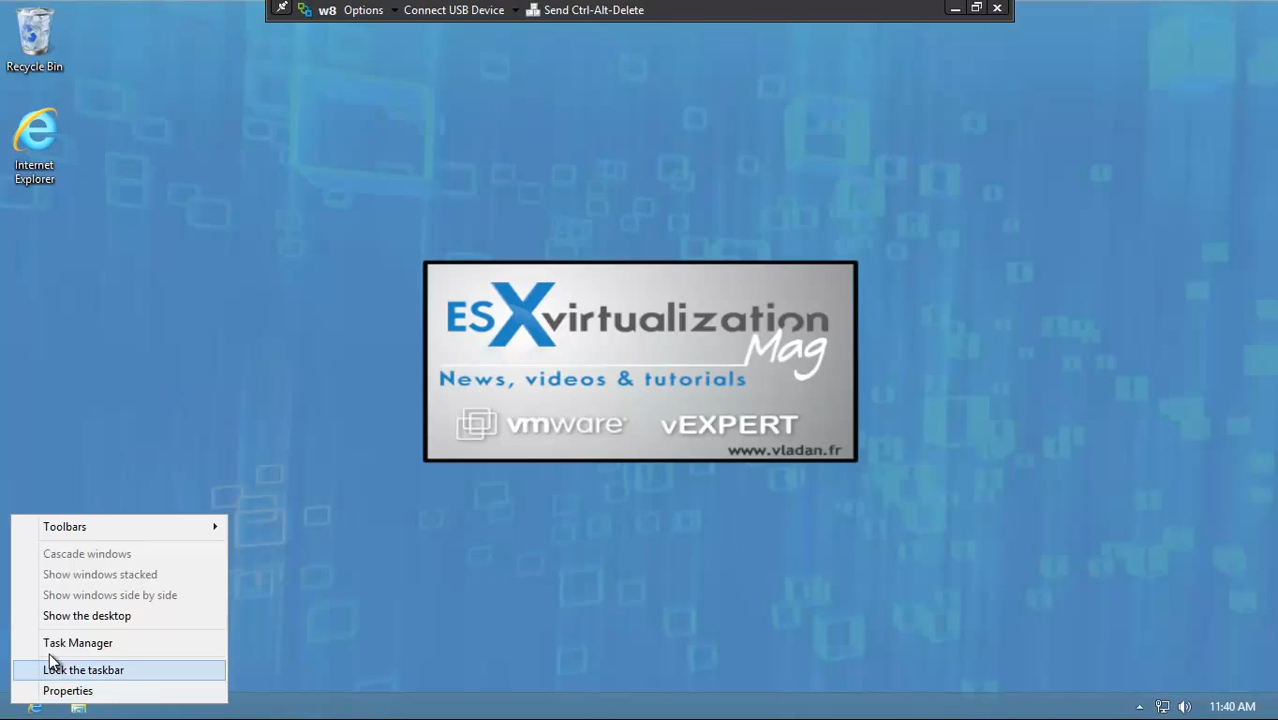 w8 Options Connect USB Device Send Ctrl-Alt-Delete
Recycle Bin
Internet
Explorer
ESXvirtualization
Mag
News, videos & tutorials
vmware vEXPERT
www.vladan.fr
Toolbars
Cascade windows
Show windows stacked
Show windows side by side
Show the desktop
Task Manager
Lock the taskbar
Properties
11:40 AM